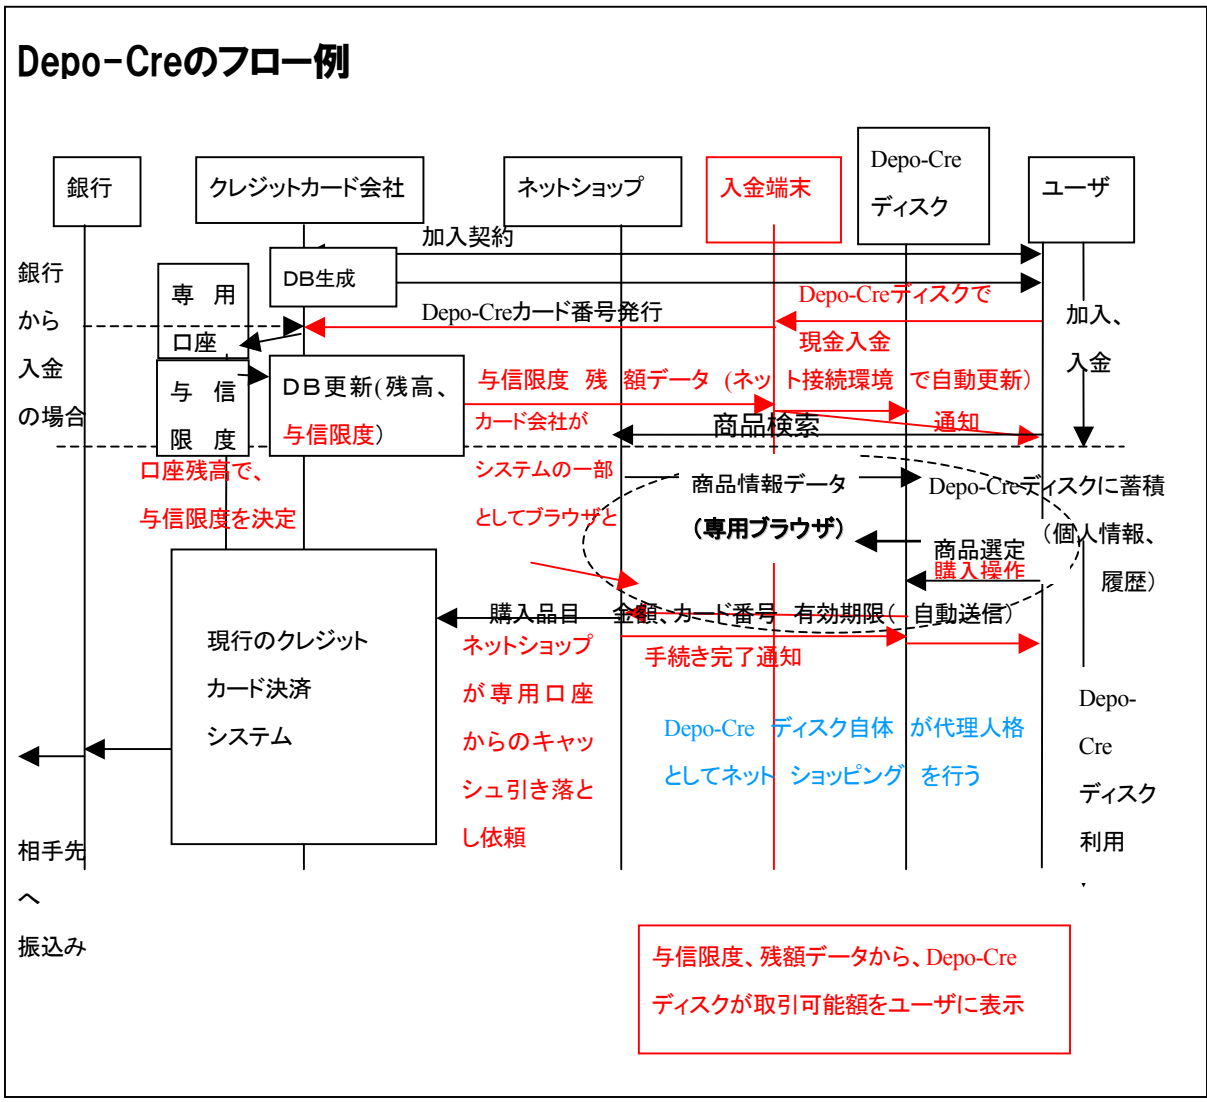 Depo-Creのフロー例
銀行
クレジットカード会社
ネットショップ
入金端末
Depo-Cre
ディスク
ユーザ
加入契約
銀行
から
入金
の場合
専 用
口座
DB生成
Depo-Creカード番号発行
Depo-Creディスクで
現金入金
加入、
入金
与 信
限 度
DB更新(残高、
与信限度)
与信限度 残 額データ (ネット接続環境 で自動更新)
カード会社が
システムの一部
としてブラウザと
商品検索
通知
口座残高で、
与信限度を決定
商品情報データ
(専用ブラウザ)
Depo-Creディスクに蓄積
(個人情報、
履歴)
商品選定
購入操作
購入品目 金額、カード番号 有効期限( 自動送信)
現行のクレジット
カード決済
システム
ネットショップ
が専用口座
からのキャッ
シュ引き落と
し依頼
手続き完了通知
Depo-Cre ディスク自体 が代理人格
としてネット ショッピング を行う
Depo-
Cre
ディスク
利用
相手先
へ
振込み
与信限度、残額データから、Depo-Cre
ディスクが取引可能額をユーザに表示